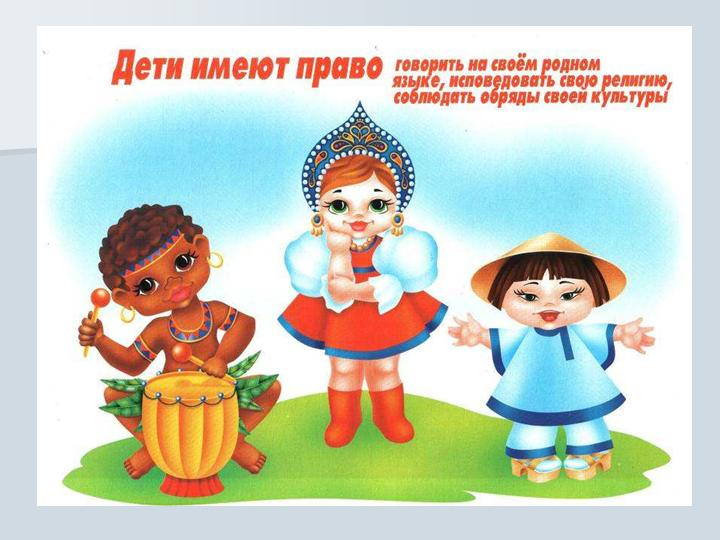 Дети имеют право говорить на своём родном
языке, исповедовать свою религию,
соблюдать обряды своей культуры